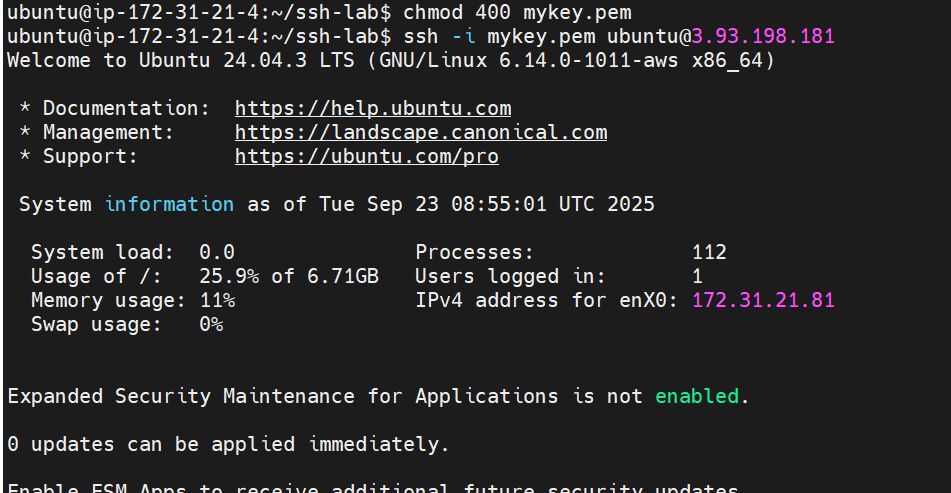 ubuntu@ip-172-31-21-4:~/ssh-lab$ chmod 400 mykey.pem
ubuntu@ip-172-31-21-4:~/ssh-lab$ ssh -i mykey.pem ubuntu@3.93.198.181
Welcome to Ubuntu 24.04.3 LTS (GNU/Linux 6.14.0-1011-aws x86_64)
* Documentation:  https://help.ubuntu.com
* Management:     https://landscape.canonical.com
* Support:        https://ubuntu.com/pro
System information as of Tue Sep 23 08:55:01 UTC 2025
System load:  0.0               Processes:             112
Usage of /:   25.9% of 6.71GB   Users logged in:       1
Memory usage: 11%               IPv4 address for enX0: 172.31.21.81
Swap usage:   0%
Expanded Security Maintenance for Applications is not enabled.
0 updates can be applied immediately.
Enable ESM Apps to receive additional future security updates.